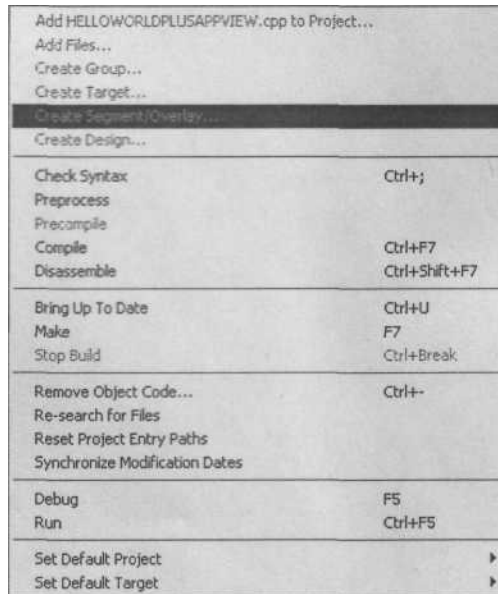 Add HELLOWORLDPLUSAPPVIEW.cpp to Project...
Add Files...
Create Group...
Create Target...
Create Segment/Overlay...
Create Design...
Check Syntax Ctrl+;
Preprocess
Precompile
Compile Ctrl+F7
Disassemble Ctrl+Shift+F7
Bring Up To Date Ctrl+U
Make F7
Stop Build Ctrl+Break
Remove Object Code... Ctrl+-
Re-search for Files
Reset Project Entry Paths
Synchronize Modification Dates
Debug F5
Run Ctrl+F5
Set Default Project
Set Default Target